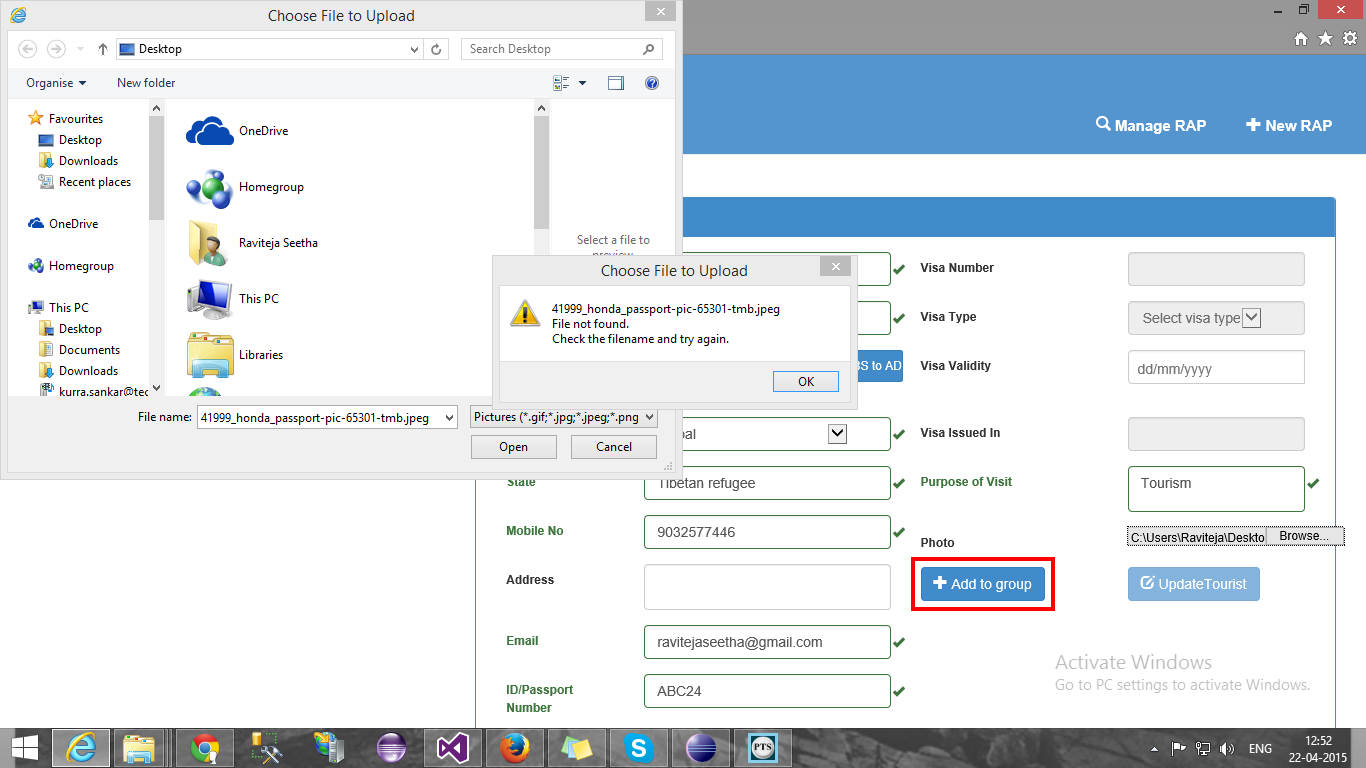 Choose File to Upload
Desktop
Search Desktop
Organise
New folder
Favourites
Desktop
Downloads
Recent places
OneDrive
Homegroup
This PC
Desktop
Documents
Downloads
kurra.sankar@tec
OneDrive
Homegroup
Raviteja Seetha
This PC
Libraries
Select a file to
preview.
File name:
41999_honda_passport-pic-65301-tmb.jpeg
Pictures (*.gif;*.jpg;*.jpeg;*.png
Open
Cancel
Choose File to Upload
41999_honda_passport-pic-65301-tmb.jpeg
File not found.
Check the filename and try again.
OK
Manage RAP
New RAP
Visa Number
Visa Type
Select visa type
to AD
Visa Validity
dd/mm/yyyy
Visa Issued In
State
Tibetan refugee
Purpose of Visit
Tourism
Mobile No
9032577446
Photo
C:\Users\Raviteja\Deskto
Browse...
Address
Add to group
UpdateTourist
Email
ravitejaseetha@gmail.com
ID/Passport
Number
ABC24
Activate Windows
Go to PC settings to activate Windows.
PTS
ENG
12:52
22-04-2015